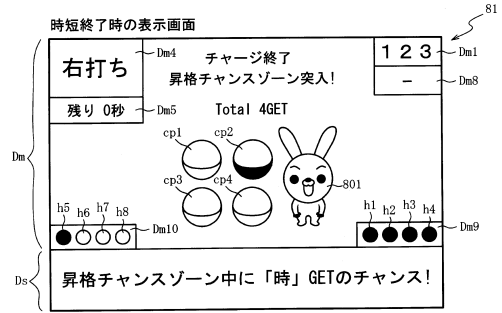 時短終了時の表示画面
81
Dm4
右打ち
チャージ終了
昇格チャンスゾーン突入!
1 2 3
Dm1
−
Dm8
残り 0秒
Dm5
Total 4GET
Dm
cp1
cp2
cp3
cp4
801
h5
h6
h7
h8
Dm10
h1
h2
h3
h4
Dm9
Ds
昇格チャンスゾーン中に「時」GETのチャンス!